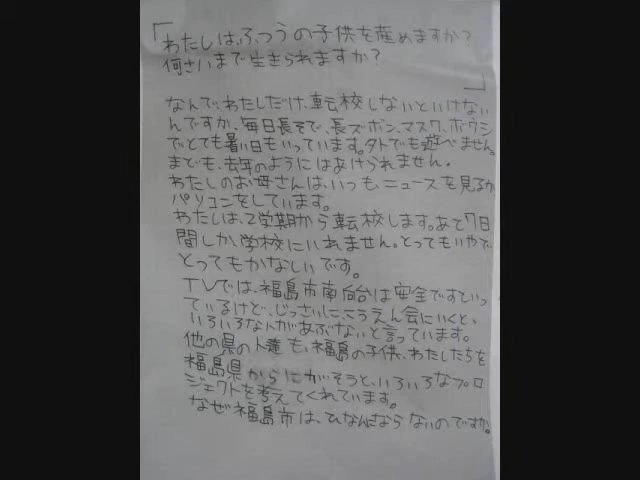 「わたしは、ふつうの子供を産めますか?
何さいまで生きられますか?
」
なんで、わたしだけ、転校しないといけない
んですか、毎日長そで、長ズボン、マスク、ボウシ
でとても暑い日もいっています。外でも遊べません。
まども、去年のようにはあけられません。
わたしのお母さんは、いつも、ニュースを見るか
パソコンをしています。
わたしは、2学期から転校します。あと7日
間しか、学校にいれません。とってもいやで、
とってもかなしいです。
TVでは、福島市南向台は安全ですといっ
ているけど、じっさいに、こうえん会にいくと、
いろいろな人があぶないと言っています。
他の県の人達も、福島の子供、わたしたちを
福島県からにがそうと、いろいろなプロ
ジェクトを考えてくれています。
なぜ福島市は、ひなんにならないのですか。